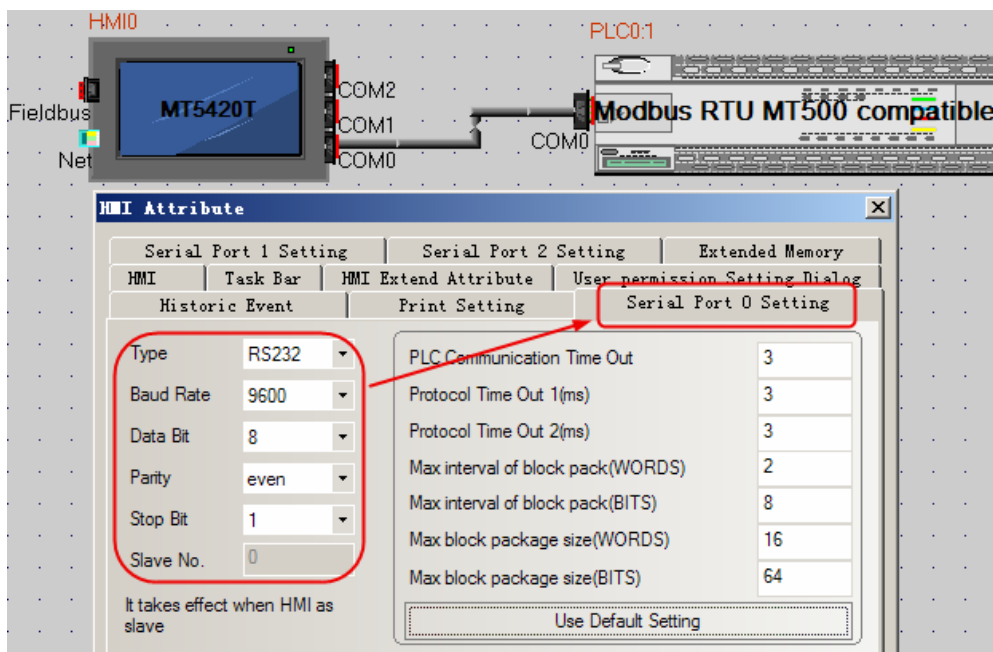 HMI0
PLC0:1
COM2
Fieldbus
MT5420T
COM1
Modbus RTU MT500 compatible
COM0
Net
COM0
HMI Attribute
Serial Port 1 Setting
Serial Port 2 Setting
Extended Memory
HMI
Task Bar
HMI Extend Attribute
User permission Setting Dialog
Historic Event
Print Setting
Serial Port 0 Setting
Type RS232
PLC Communication Time Out 3
Baud Rate 9600
Protocol Time Out 1(ms) 3
Data Bit 8
Protocol Time Out 2(ms) 3
Parity even
Max interval of block pack(WORDS) 2
Stop Bit 1
Max interval of block pack(BITS) 8
Slave No. 0
Max block package size(WORDS) 16
Max block package size(BITS) 64
It takes effect when HMI as
slave
Use Default Setting